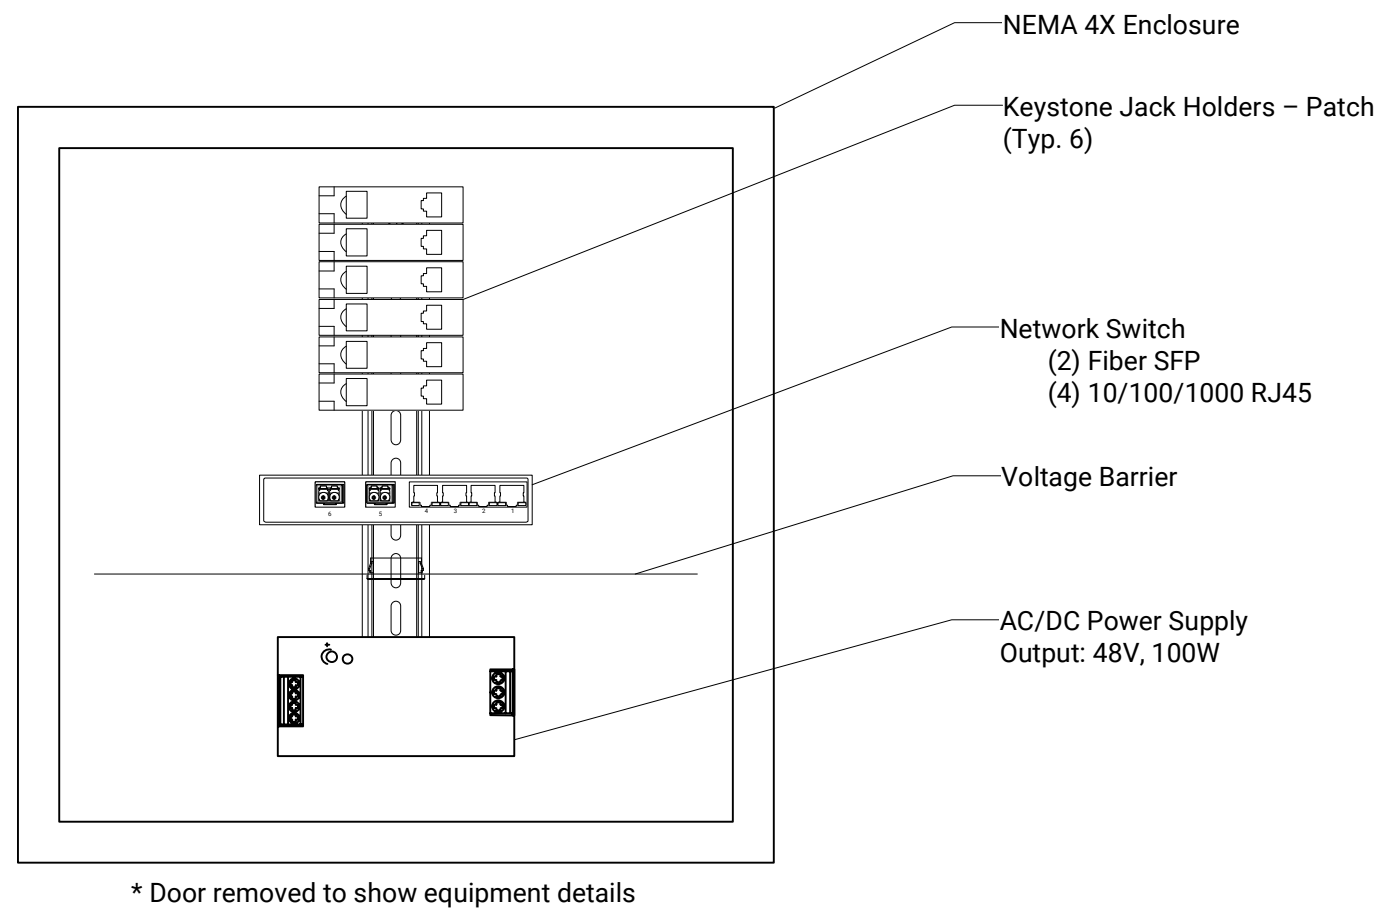 NEMA 4X Enclosure
Keystone Jack Holders – Patch
(Typ. 6)
Network Switch
(2) Fiber SFP
(4) 10/100/1000 RJ45
Voltage Barrier
6 5 4 3 2 1
+
AC/DC Power Supply
Output: 48V, 100W
* Door removed to show equipment details